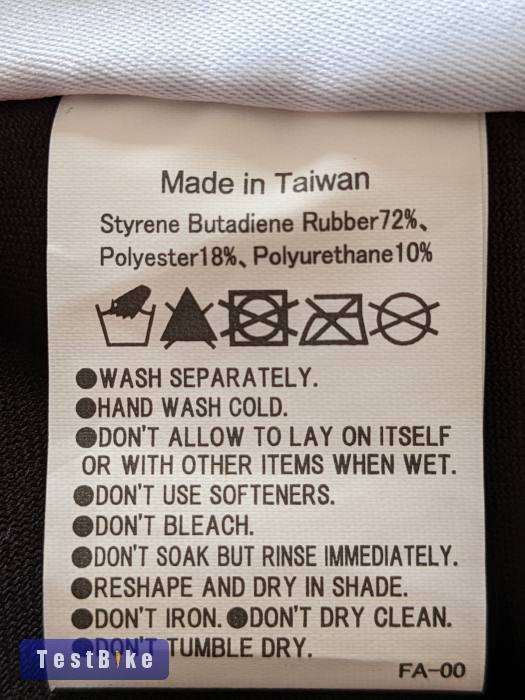 Made in Taiwan
Styrene Butadiene Rubber72%、
Polyester18%、Polyurethane10%
●WASH SEPARATELY.
●HAND WASH COLD.
●DON'T ALLOW TO LAY ON ITSELF
OR WITH OTHER ITEMS WHEN WET.
●DON'T USE SOFTENERS.
●DON'T BLEACH.
●DON'T SOAK BUT RINSE IMMEDIATELY.
●RESHAPE AND DRY IN SHADE.
●DON'T IRON. ●DON'T DRY CLEAN.
●DON'T TUMBLE DRY.
TestBike
FA-00